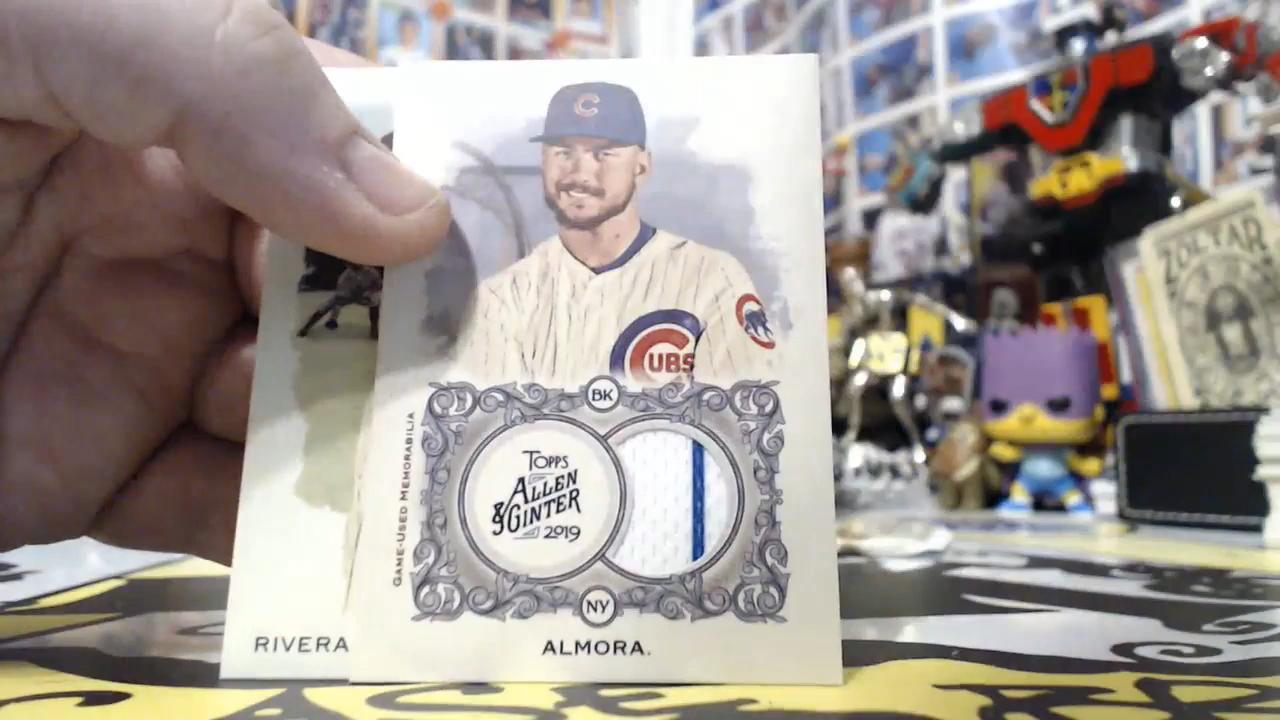 C
CUBS
ZOLTAR
BK
GAME-USED MEMORABILIA
TOPPS
ALLEN
& GINTER
2019
NY
RIVERA
ALMORA.